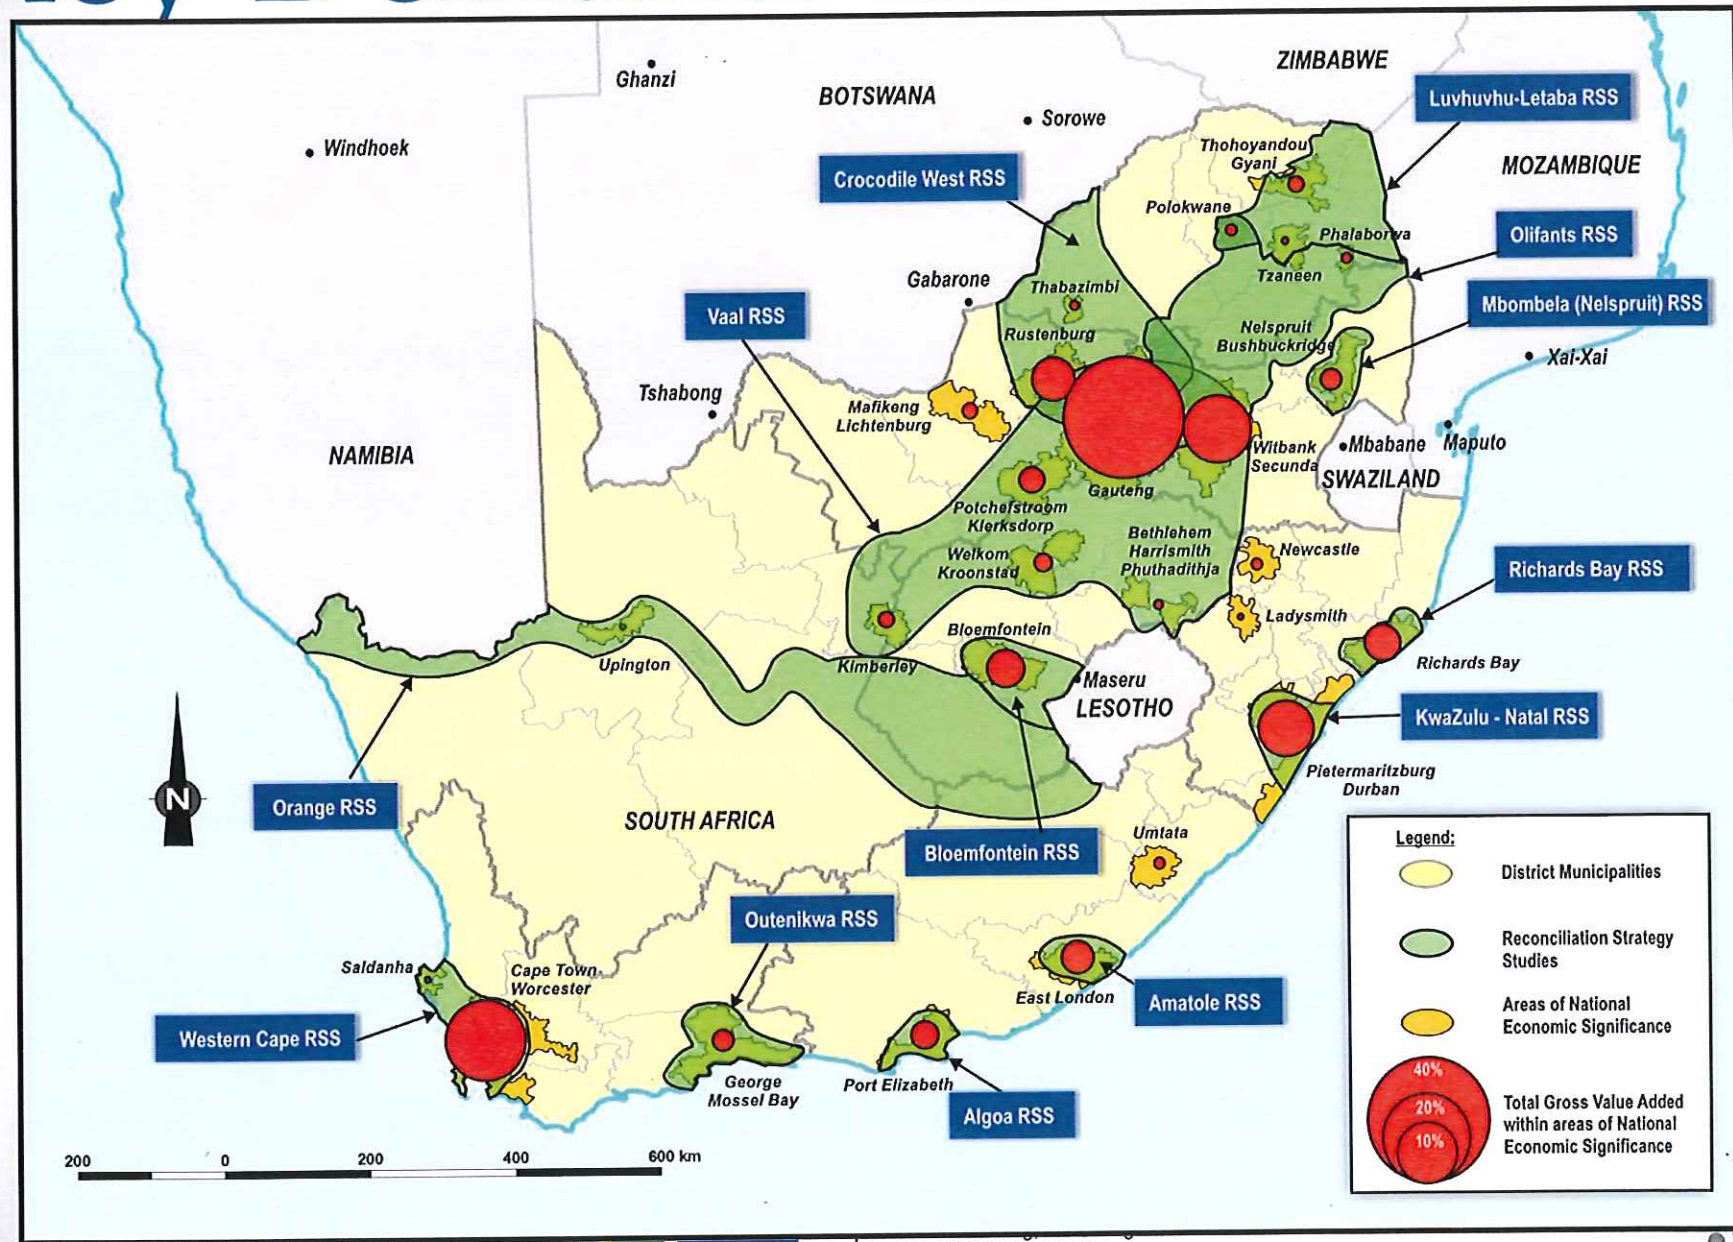 ZIMBABWE
Ghanzi
BOTSWANA
Luvhuvhu-Letaba RSS
Sorowe
Windhoek
Thohoyandou
Gyani
MOZAMBIQUE
Crocodile West RSS
Polokwane
Phalaborwa
Olifants RSS
Gabarone
Thabazimbi
Tzaneen
Mbombela (Nelspruit) RSS
Vaal RSS
Rustenburg
Nelspruit
Bushbuckridge
Xai-Xai
Tshabong
Mafikeng
Lichtenburg
NAMIBIA
Witbank
Secunda
Mbabane
Maputo
SWAZILAND
Gauteng
Potchefstroom
Klerksdorp
Bethlehem
Harrismith
Phuthadithja
Welkom
Kroonstad
Newcastle
Richards Bay RSS
Ladysmith
Bloemfontein
Upington
Kimberley
Maseru
LESOTHO
Richards Bay
KwaZulu - Natal RSS
Pietermaritzburg
Durban
N
Orange RSS
SOUTH AFRICA
Bloemfontein RSS
Umtata
Outenikwa RSS
Saldanha
Cape Town
Worcester
East London
Amatole RSS
Western Cape RSS
George
Mossel Bay
Port Elizabeth
Algoa RSS
200 0 200 400 600 km
Legend:
District Municipalities
Reconciliation Strategy
Studies
Areas of National
Economic Significance
40%
20%
10%
Total Gross Value Added
within areas of National
Economic Significance